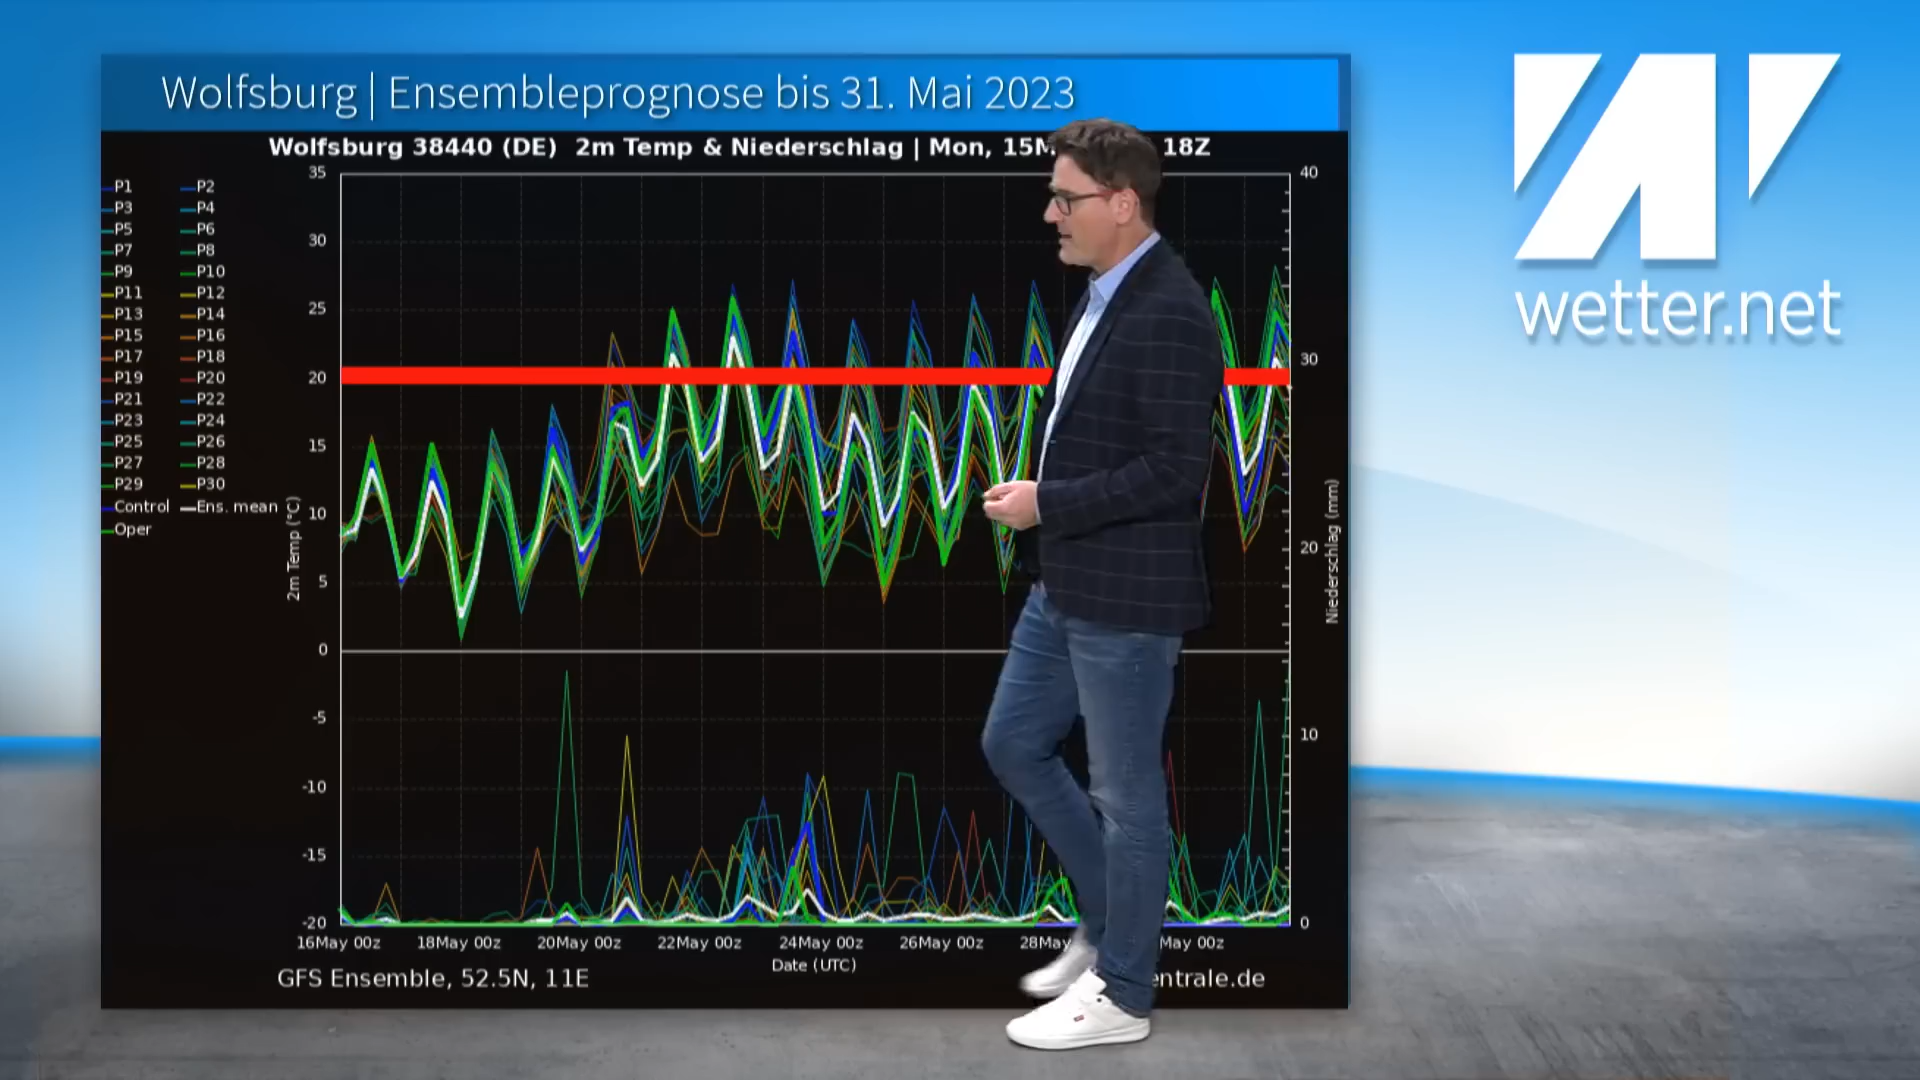 Wolfsburg | Ensembleprognose bis 31. Mai 2023
wetter.net
Wolfsburg 38440 (DE) 2m Temp & Niederschlag | Mon, 15M 18Z
P1 P2
P3 P4
P5 P6
P7 P8
P9 P10
P11 P12
P13 P14
P15 P16
P17 P18
P19 P20
P21 P22
P23 P24
P25 P26
P27 P28
P29 P30
Control Ens. mean
Oper
2m Temp (°C)
35
30
25
20
15
10
5
0
-5
-10
-15
-20
40
30
20
10
0
Niederschlag (mm)
16May 00z 18May 00z 20May 00z 22May 00z 24May 00z 26May 00z 28May May 00z
Date (UTC)
GFS Ensemble, 52.5N, 11E entrale.de